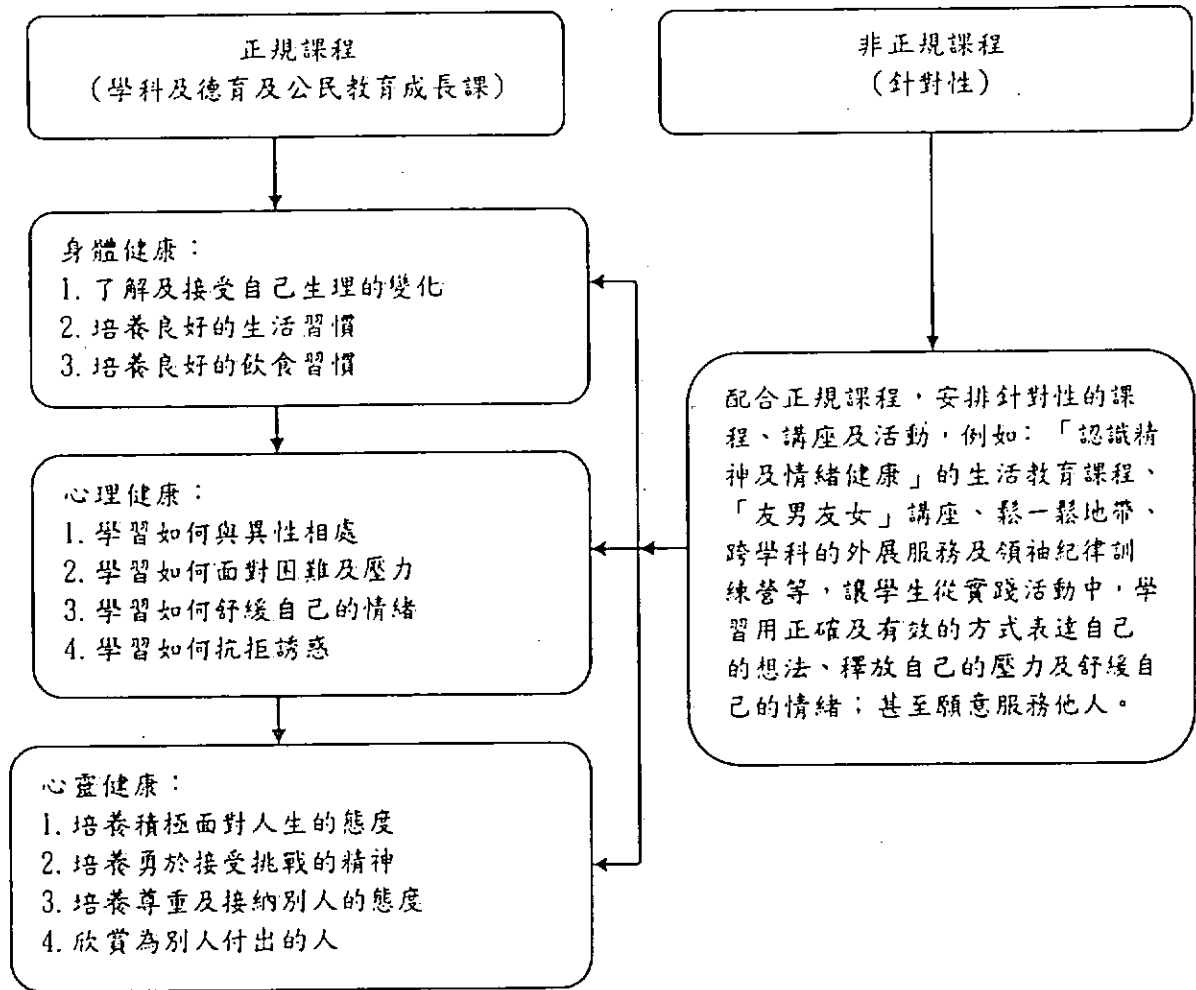 正規課程
(學科及德育及公民教育成長課)
非正規課程
(針對性)
身體健康：
1. 了解及接受自己生理的變化
2. 培養良好的生活習慣
3. 培養良好的飲食習慣
心理健康：
1. 學習如何與異性相處
2. 學習如何面對困難及壓力
3. 學習如何舒緩自己的情緒
4. 學習如何抗拒誘惑
心靈健康：
1. 培養積極面對人生的態度
2. 培養勇於接受挑戰的精神
3. 培養尊重及接納別人的態度
4. 欣賞為別人付出的人
配合正規課程，安排針對性的課
程、講座及活動，例如：「認識精
神及情緒健康」的生活教育課程、
「友男友女」講座、鬆一鬆地帶、
跨學科的外展服務及領袖紀律訓
練營等，讓學生從實踐活動中，學
習用正確及有效的方式表達自己
的想法、釋放自己的壓力及舒緩自
己的情緒；甚至願意服務他人。